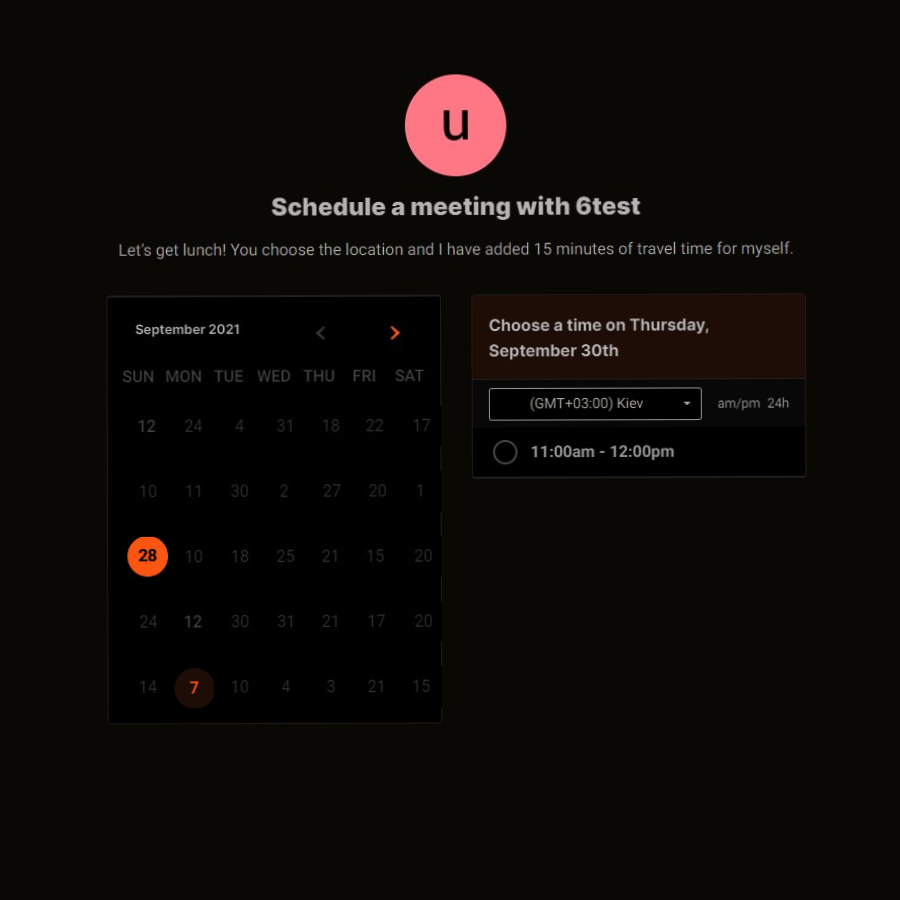 u
Schedule a meeting with 6test
Let's get lunch! You choose the location and I have added 15 minutes of travel time for myself.
September 2021
SUN MON TUE WED THU FRI SAT
12 24 4 31 18 22 17
10 11 30 2 27 20 1
28 10 18 25 21 15 20
24 12 30 31 21 17 20
14 7 10 4 3 21 15
Choose a time on Thursday,
September 30th
(GMT+03:00) Kiev am/pm 24h
11:00am - 12:00pm